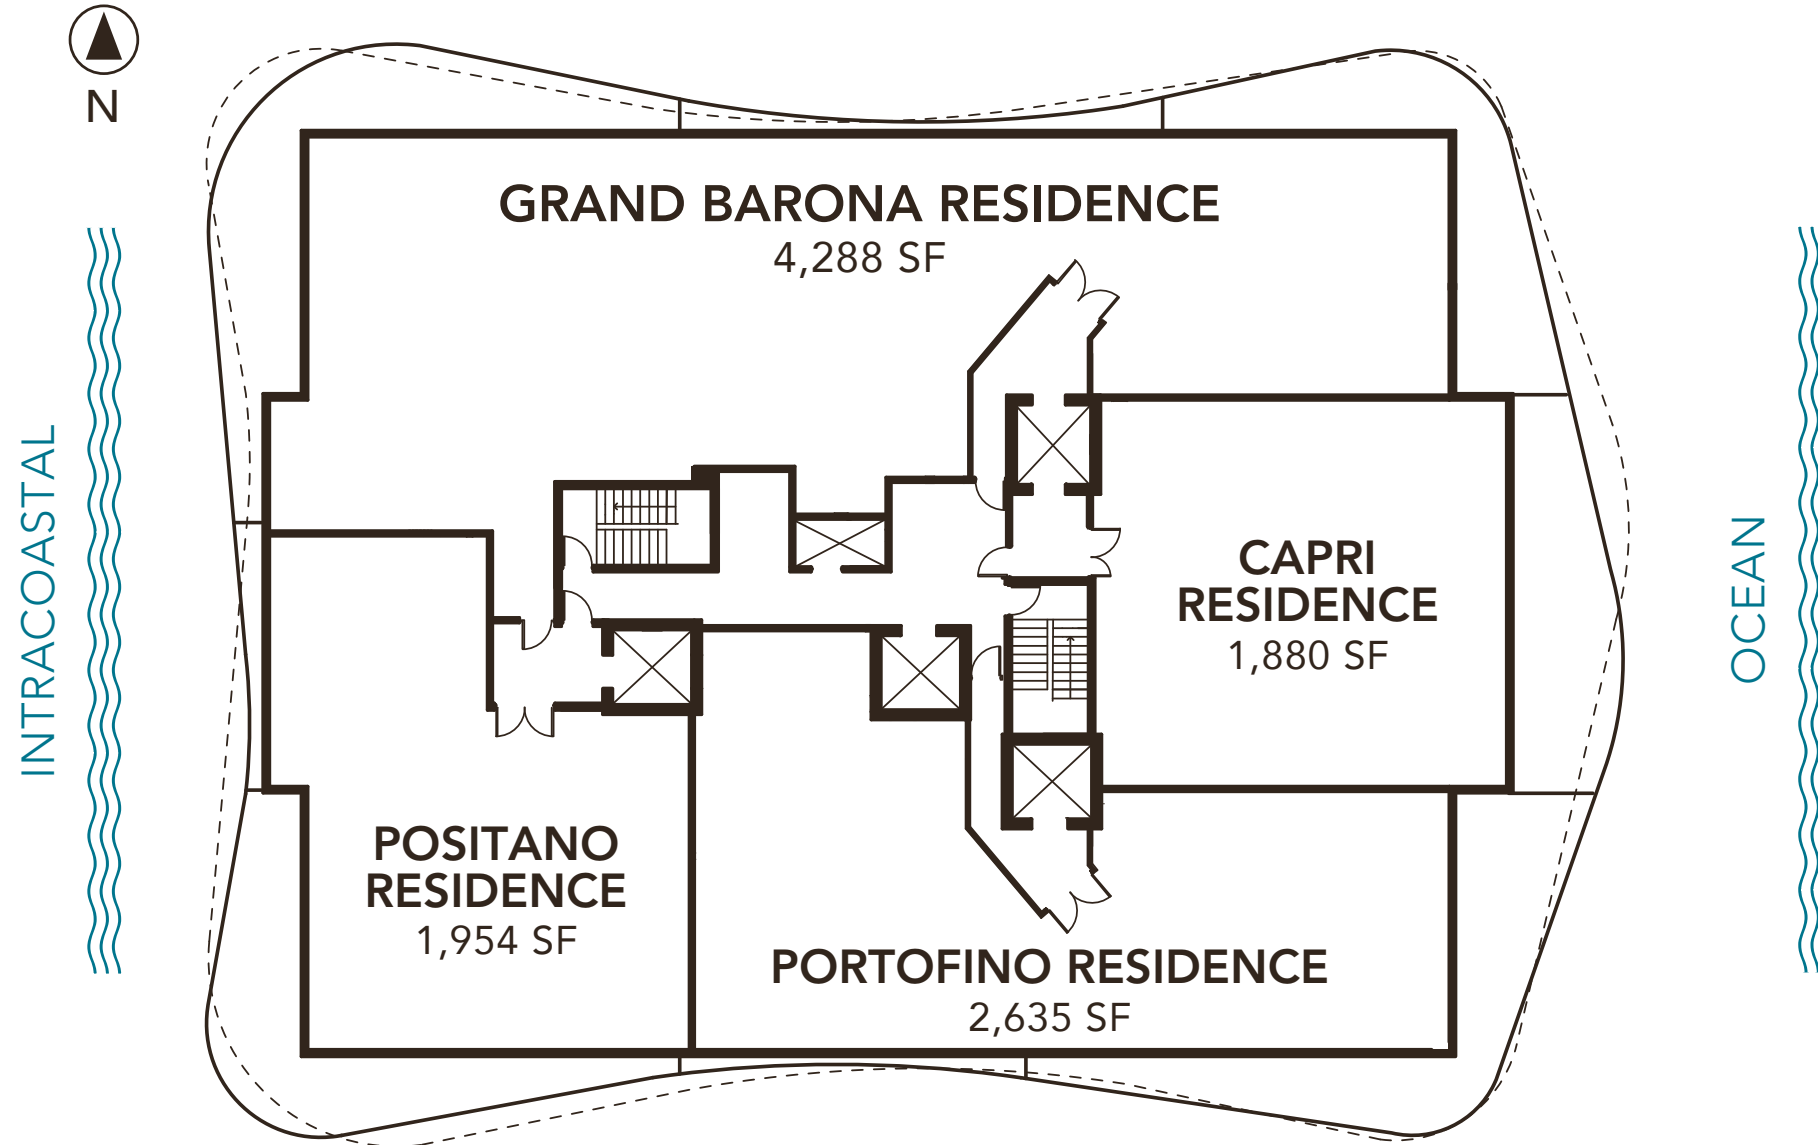 N
GRAND BARONA RESIDENCE
4,288 SF
INTRACOASTAL
CAPRI
RESIDENCE
1,880 SF
OCEAN
POSITANO
RESIDENCE
1,954 SF
PORTOFINO RESIDENCE
2,635 SF